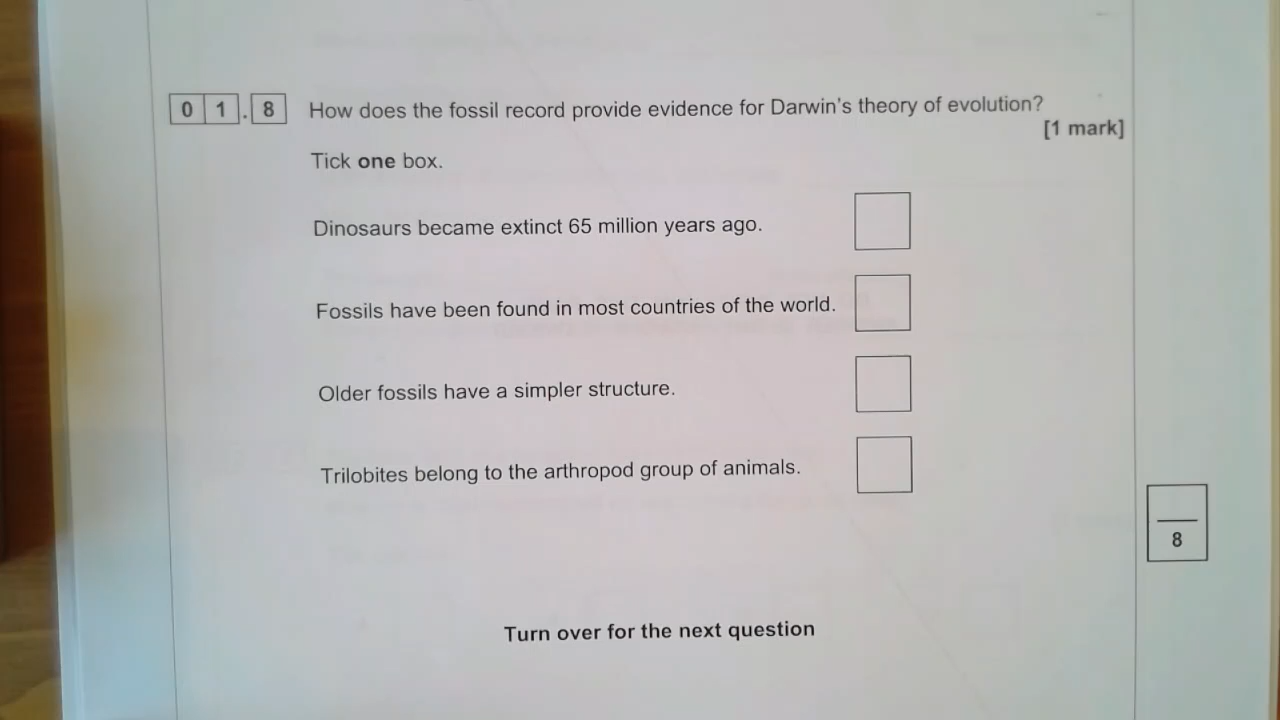 01.8 How does the fossil record provide evidence for Darwin's theory of evolution?
[1 mark]
Tick one box.
Dinosaurs became extinct 65 million years ago.
Fossils have been found in most countries of the world.
Older fossils have a simpler structure.
Trilobites belong to the arthropod group of animals.
8
Turn over for the next question